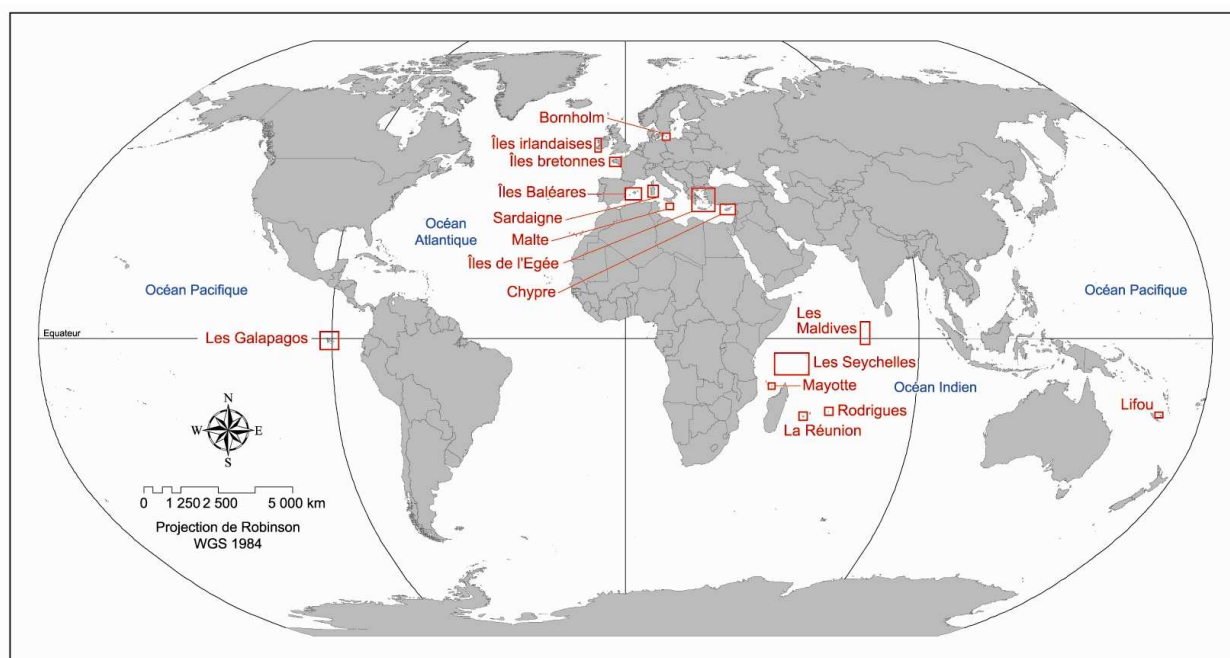 Bornholm
Îles irlandaises
Îles bretonnes
Îles Baléares
Sardaigne
Malte
Îles de l'Egée
Chypre
Océan
Atlantique
Océan Pacifique
Océan Pacifique
Equateur
Les Galapagos
Les
Maldives
Les Seychelles
Mayotte
Océan Indien
Rodrigues
La Réunion
Lifou
N
W E
S
0 1 250 2 500 5 000 km
Projection de Robinson
WGS 1984